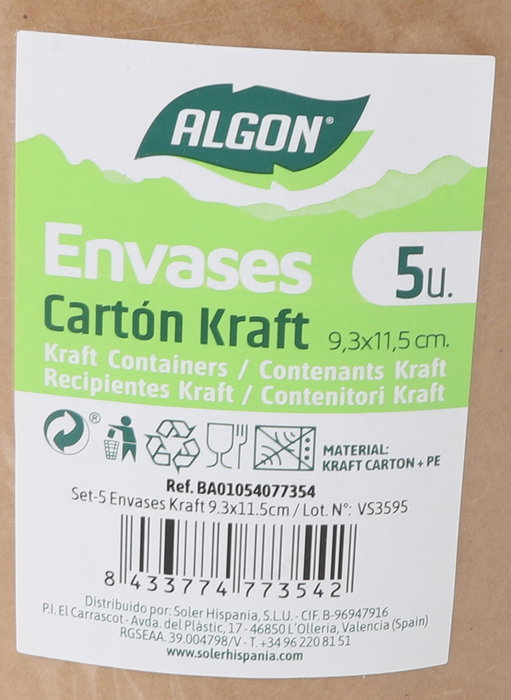 ALGON®
Envases
5u.
Cartón Kraft 9,3x11,5 cm.
Kraft Containers / Contenants Kraft
Recipientes Kraft / Contenitori Kraft
®
MATERIAL:
KRAFT CARTON + PE
Ref. BA01054077354
Set-5 Envases Kraft 9.3x11.5cm / Lot. Nº: VS3595
8 433774 773542
Distribuido por: Soler Hispania, S.L.U. - CIF. B-96947916
P.I. El Carrascot - Avda. del Plàstic, 17 - 46850 L'Olleria, Valencia (Spain)
RGSEAA. 39.004798/V - T. +34 96 220 81 51
www.solerhispania.com